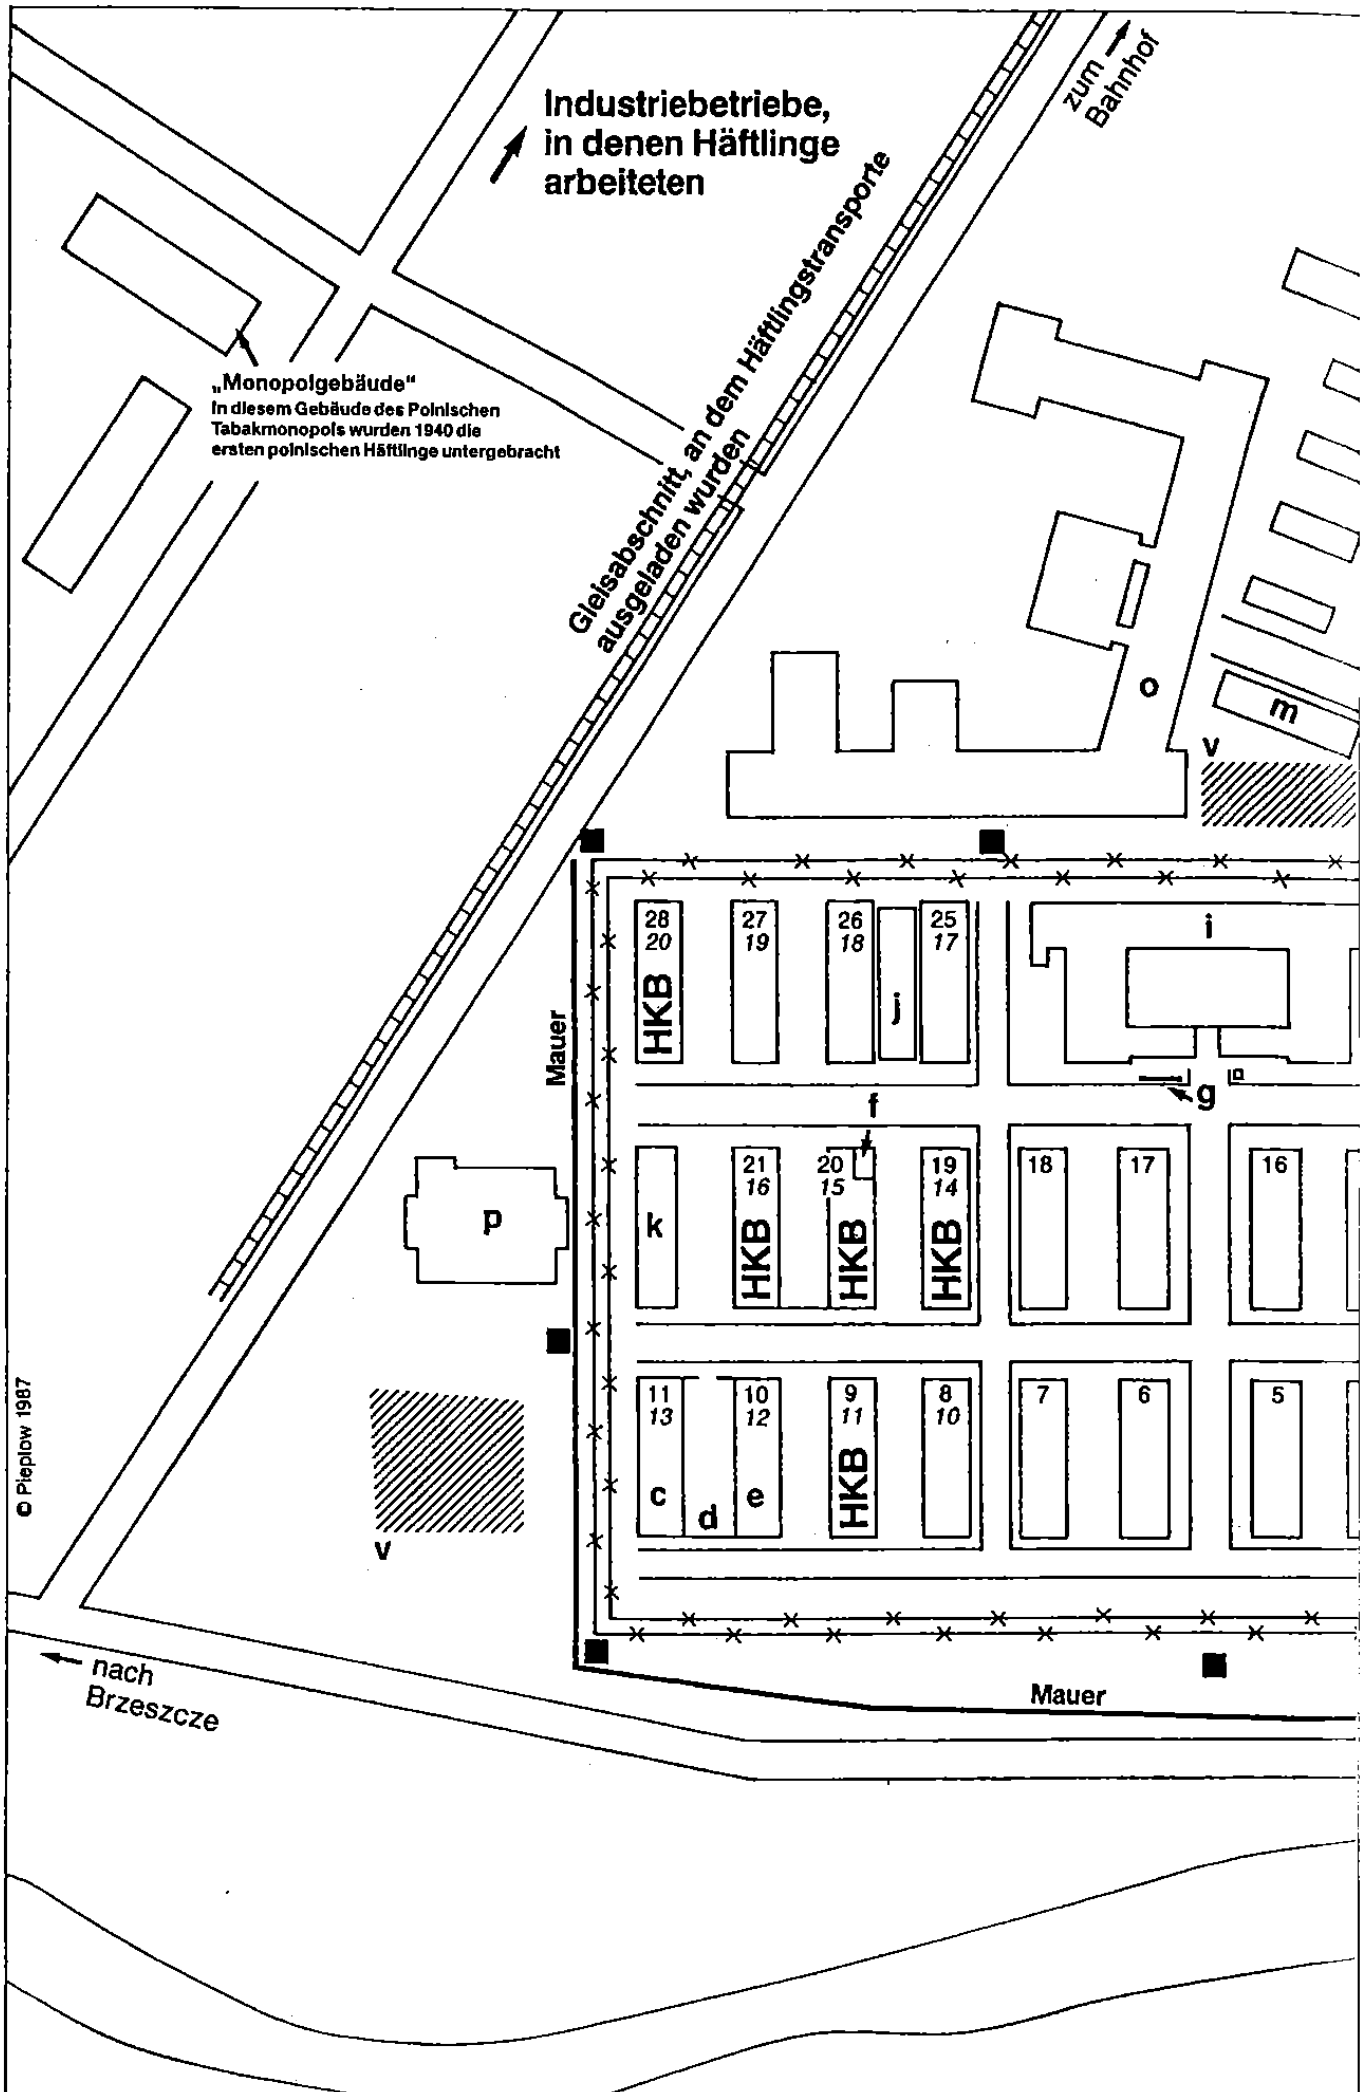 zum
Bahnhof
Industriebetriebe,
in denen Häftlinge
arbeiteten
„Monopolgebäude“
In diesem Gebäude des Polnischen
Tabakmonopols wurden 1940 die
ersten polnischen Häftlinge untergebracht
Gleisabschnitt, an dem Häftlingstransporte
ausgeladen wurden
o
m
v
28
20
HKB
27
19
26
18
j
25
17
i
Mauer
f
g
p
k
21
16
HKB
20
15
HKB
19
14
HKB
18
17
16
11
13
c
d
10
12
e
9
11
HKB
8
10
7
6
5
v
© Pieplow 1987
nach
Brzeszcze
Mauer